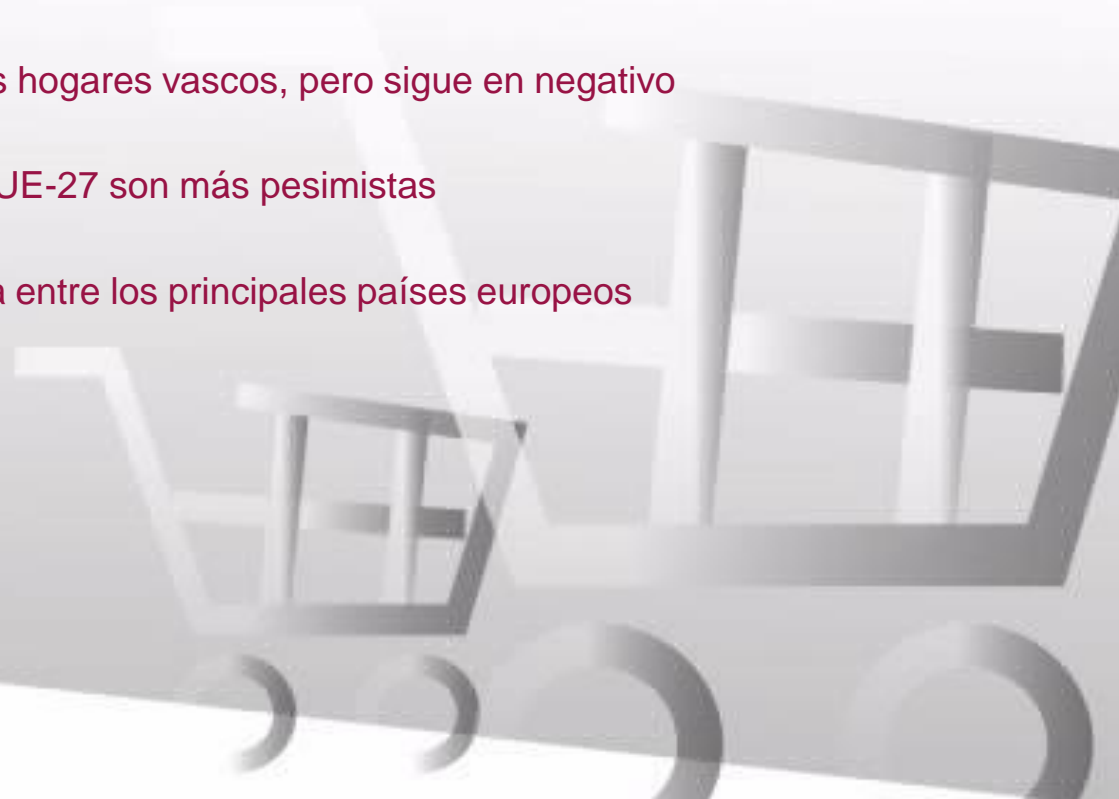 hogares vascos, pero sigue en negativo
UE-27 son más pesimistas
entre los principales países europeos